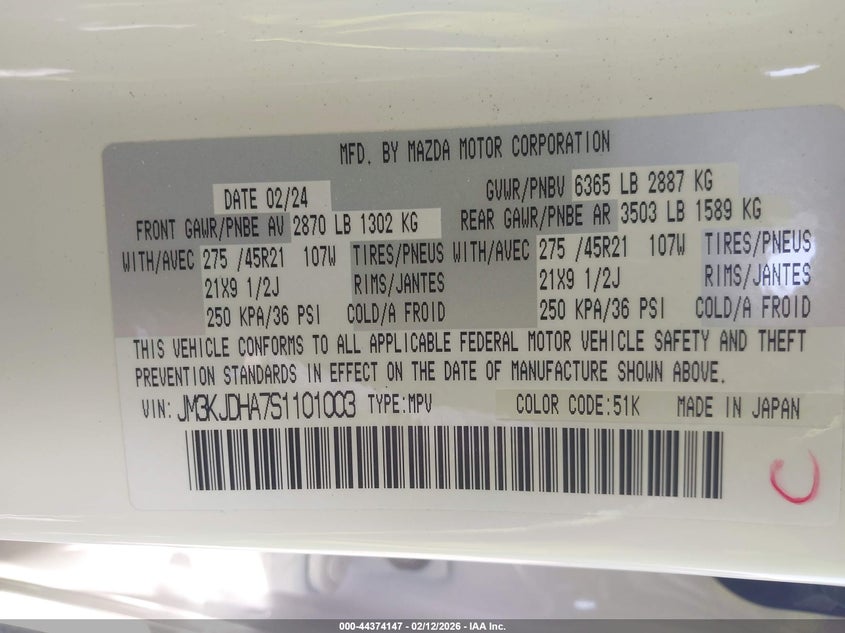 MFD. BY MAZDA MOTOR CORPORATION
DATE 02/24 GVWR/PNBV 6365 LB 2887 KG
FRONT GAWR/PNBE AV 2870 LB 1302 KG REAR GAWR/PNBE AR 3503 LB 1589 KG
WITH/AVEC 275 /45R21 107W TIRES/PNEUS WITH/AVEC 275 /45R21 107W TIRES/PNEUS
21X9 1/2J RIMS/JANTES 21X9 1/2J RIMS/JANTES
250 KPA/36 PSI COLD/A FROID 250 KPA/36 PSI COLD/A FROID
THIS VEHICLE CONFORMS TO ALL APPLICABLE FEDERAL MOTOR VEHICLE SAFETY AND THEFT
PREVENTION STANDARDS IN EFFECT ON THE DATE OF MANUFACTURE SHOWN ABOVE.
VIN: JM3KJDHA7S1101003 TYPE:MPV COLOR CODE:51K MADE IN JAPAN
000-44374147 - 02/12/2026 - IAA Inc.